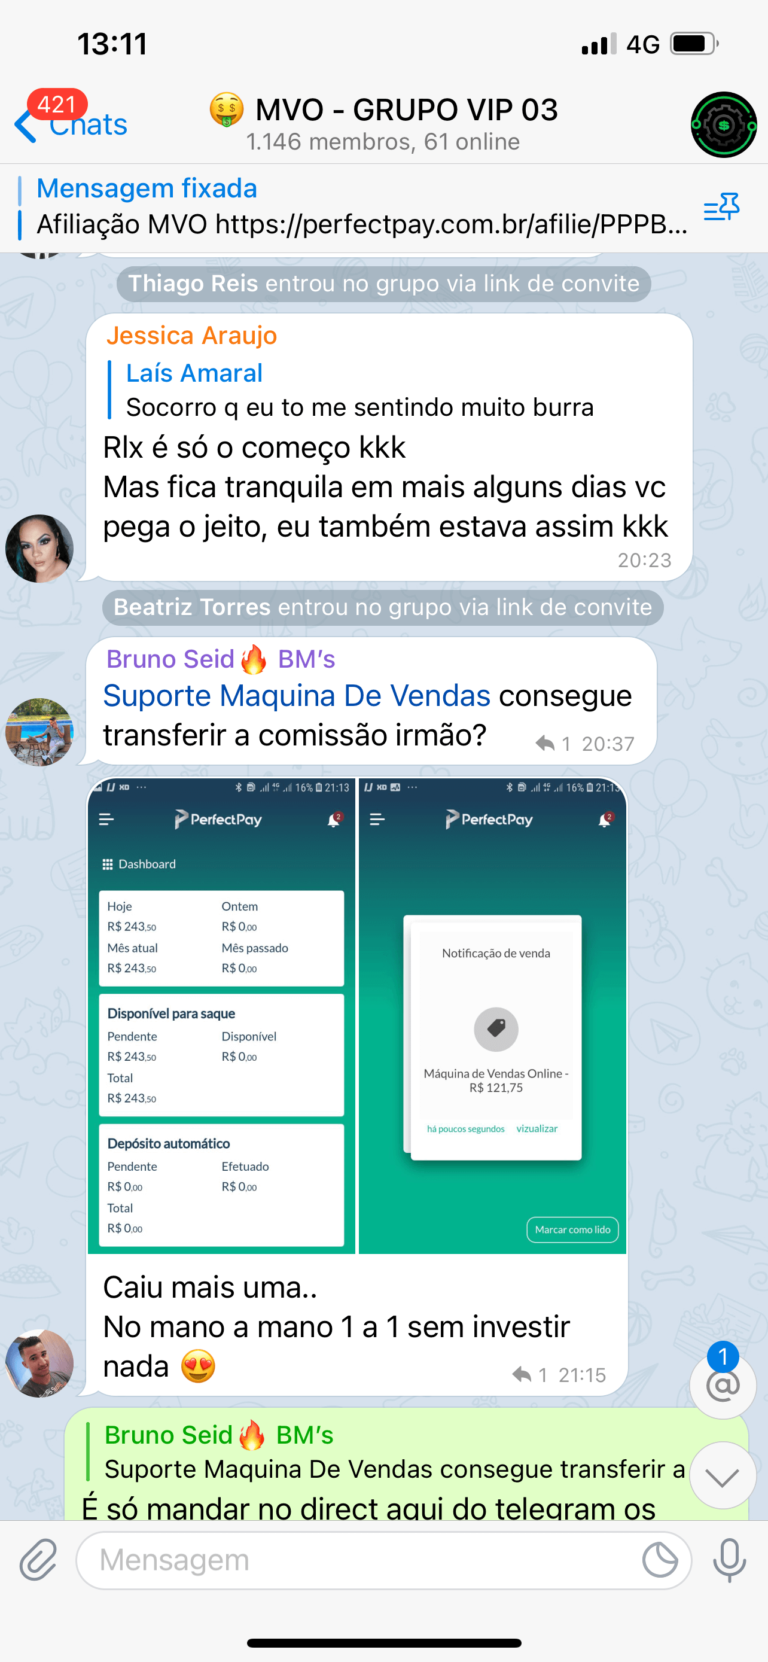 13:11
4G
421
Chats
MVO - GRUPO VIP 03
1.146 membros, 61 online
Mensagem fixada
Afiliação MVO https://perfectpay.com.br/afilie/PPPB...
Thiago Reis entrou no grupo via link de convite
Jessica Araujo
Laís Amaral
Socorro q eu to me sentindo muito burra
Rlx é só o começo kkk
Mas fica tranquila em mais alguns dias vc
pega o jeito, eu também estava assim kkk
20:23
Beatriz Torres entrou no grupo via link de convite
Bruno Seid🔥 BM's
Suporte Maquina De Vendas consegue
transferir a comissão irmão?
1 20:37
16% 21:13
PerfectPay
2
Dashboard
Hoje Ontem
R$ 243,50 R$ 0,00
Mês atual Mês passado
R$ 243,50 R$ 0,00
Disponível para saque
Pendente Disponível
R$ 243,50 R$ 0,00
Total
R$ 243,50
Depósito automático
Pendente Efetuado
R$ 0,00 R$ 0,00
Total
R$ 0,00
16% 21:13
PerfectPay
2
Notificação de venda
Máquina de Vendas Online -
R$ 121,75
há poucos segundos vizualizar
Marcar como lido
Caiu mais uma..
No mano a mano 1 a 1 sem investir
nada 😍
1 21:15
1
@
Bruno Seid🔥 BM's
Suporte Maquina De Vendas consegue transferir a
É só mandar no direct aqui do telegram os
Mensagem